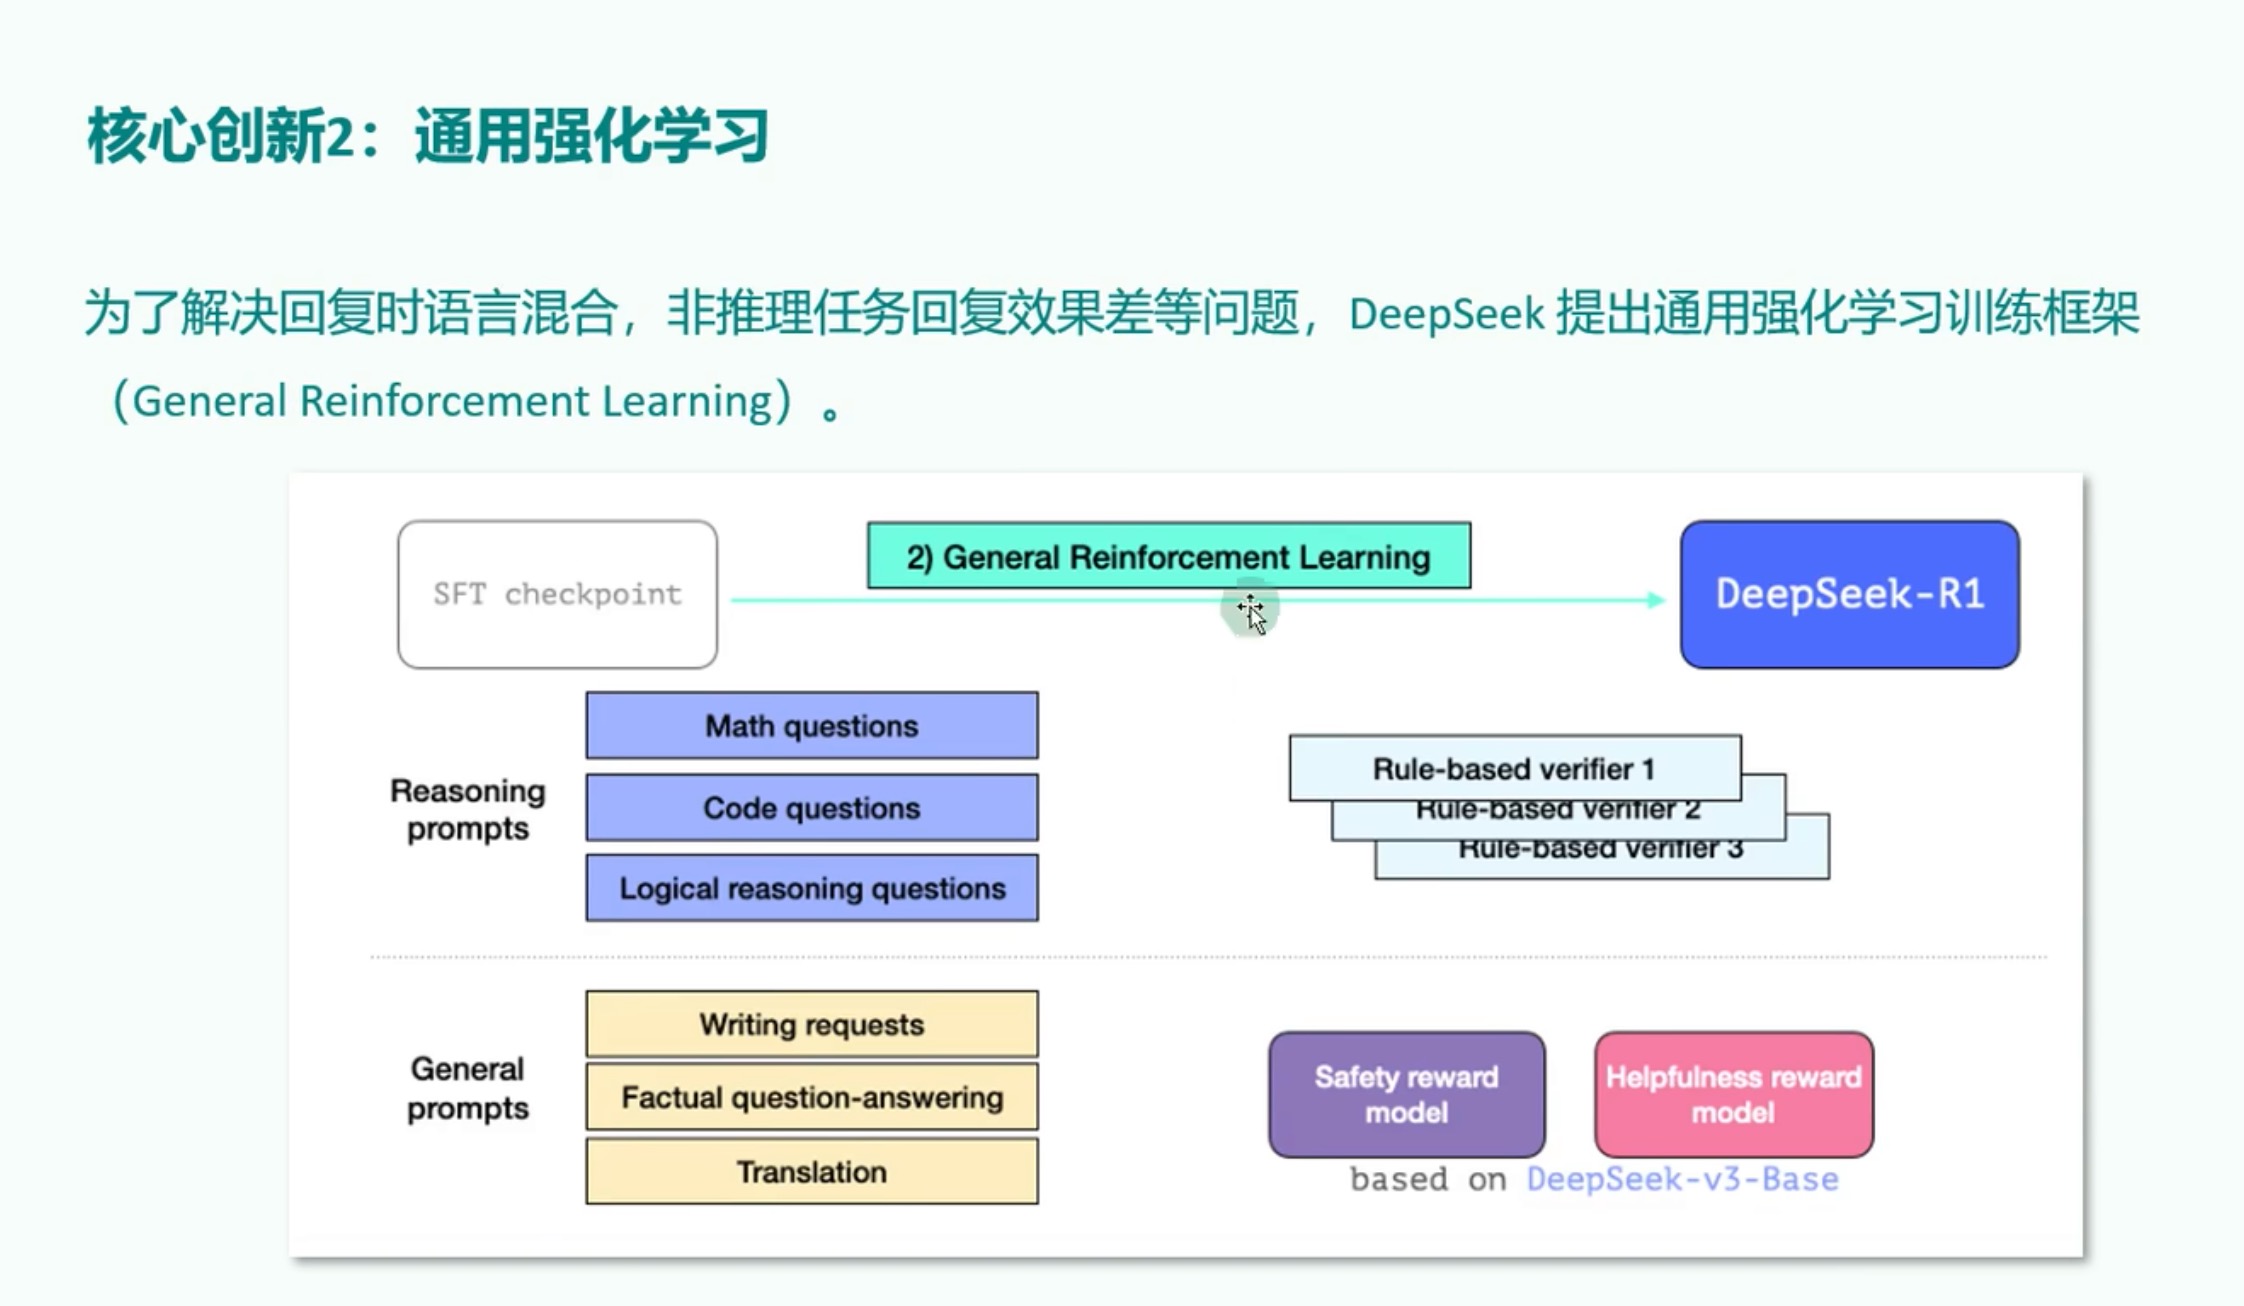 核心创新2：通用强化学习
为了解决回复时语言混合，非推理任务回复效果差等问题，DeepSeek 提出通用强化学习训练框架
（General Reinforcement Learning）。
SFT checkpoint
2) General Reinforcement Learning
DeepSeek-R1
Reasoning
prompts
Math questions
Code questions
Logical reasoning questions
Rule-based verifier 1
Rule-based verifier 2
Rule-based verifier 3
General
prompts
Writing requests
Factual question-answering
Translation
Safety reward
model
Helpfulness reward
model
based on DeepSeek-v3-Base